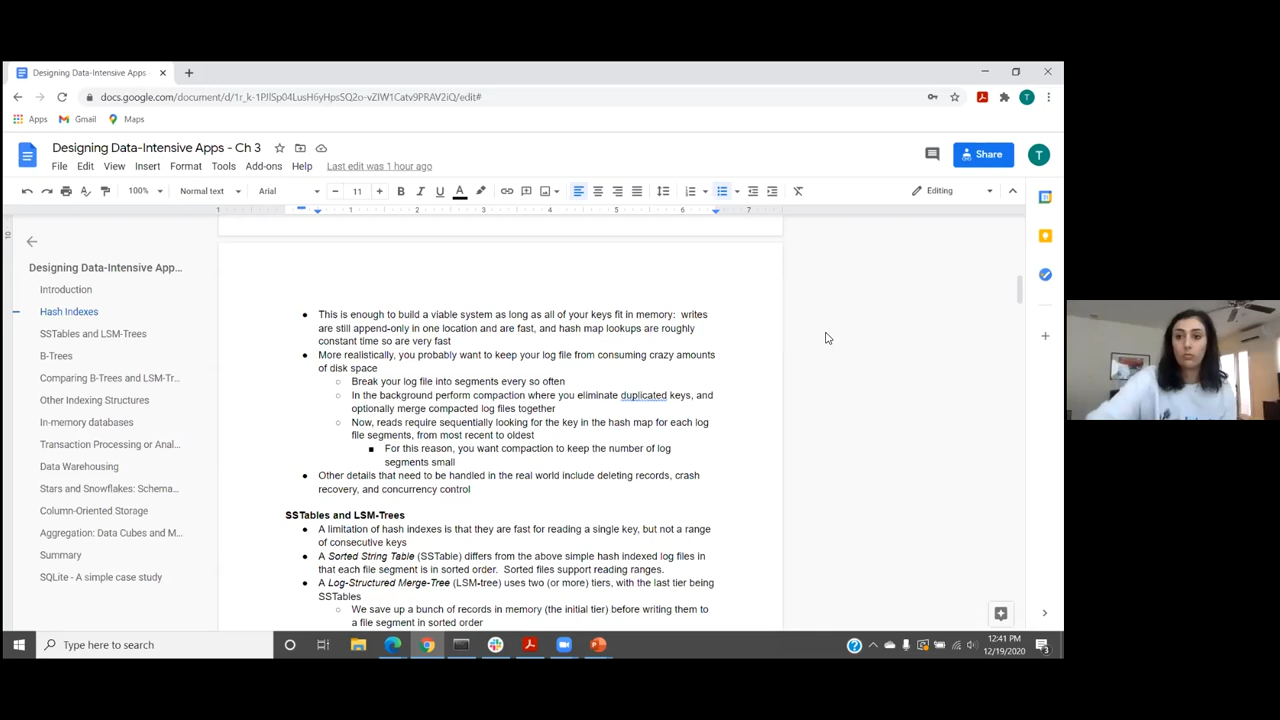 Designing Data-Intensive Apps
docs.google.com/document/d/1r_k-1PJlSp04LusH6yHpsSQ2o-vZIW1Catv9PRAV2iQ/edit#
T
Apps Gmail Maps
Designing Data-Intensive Apps - Ch 3
File Edit View Insert Format Tools Add-ons Help Last edit was 1 hour ago
Share
T
100% Normal text Arial 11 B I U A Editing
1 1 2 3 4 5 6 7
Designing Data-Intensive App...
Introduction
Hash Indexes
SSTables and LSM-Trees
B-Trees
Comparing B-Trees and LSM-Tr...
Other Indexing Structures
In-memory databases
Transaction Processing or Anal...
Data Warehousing
Stars and Snowflakes: Schema...
Column-Oriented Storage
Aggregation: Data Cubes and M...
Summary
SQLite - A simple case study
This is enough to build a viable system as long as all of your keys fit in memory: writes
are still append-only in one location and are fast, and hash map lookups are roughly
constant time so are very fast
More realistically, you probably want to keep your log file from consuming crazy amounts
of disk space
Break your log file into segments every so often
In the background perform compaction where you eliminate duplicated keys, and
optionally merge compacted log files together
Now, reads require sequentially looking for the key in the hash map for each log
file segments, from most recent to oldest
For this reason, you want compaction to keep the number of log
segments small
Other details that need to be handled in the real world include deleting records, crash
recovery, and concurrency control
SSTables and LSM-Trees
A limitation of hash indexes is that they are fast for reading a single key, but not a range
of consecutive keys
A Sorted String Table (SSTable) differs from the above simple hash indexed log files in
that each file segment is in sorted order. Sorted files support reading ranges.
A Log-Structured Merge-Tree (LSM-tree) uses two (or more) tiers, with the last tier being
SSTables
We save up a bunch of records in memory (the initial tier) before writing them to
a file segment in sorted order
Type here to search
12:41 PM
12/19/2020
3